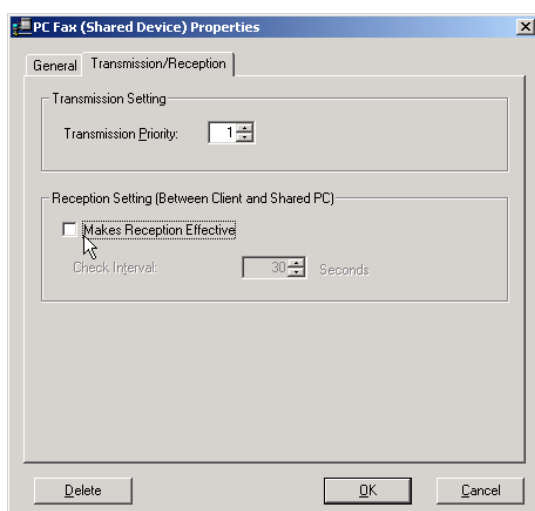 PC Fax (Shared Device) Properties
General Transmission/Reception
Transmission Setting
Transmission Priority: 1
Reception Setting (Between Client and Shared PC)
Makes Reception Effective
Check Interval: 30 Seconds
Delete OK Cancel